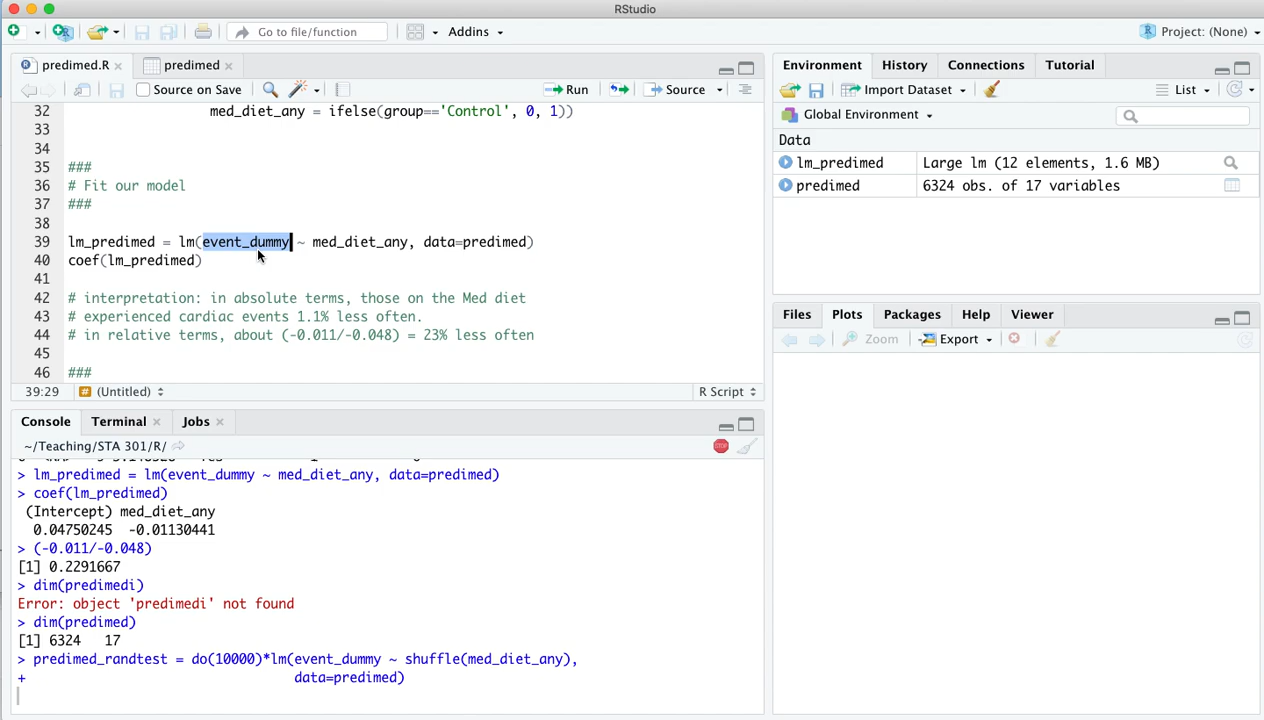 RStudio
Go to file/function
Addins
Project: (None)
predimed.R
predimed
Source on Save
Run
Source
32 med_diet_any = ifelse(group=='Control', 0, 1))
33
34
35 ###
36 # Fit our model
37 ###
38
39 lm_predimed = lm(event_dummy ~ med_diet_any, data=predimed)
40 coef(lm_predimed)
41
42 # interpretation: in absolute terms, those on the Med diet
43 # experienced cardiac events 1.1% less often.
44 # in relative terms, about (-0.011/-0.048) = 23% less often
45
46 ###
39:29
# (Untitled)
R Script
Console
Terminal
Jobs
~/Teaching/STA 301/R/
> lm_predimed = lm(event_dummy ~ med_diet_any, data=predimed)
> coef(lm_predimed)
(Intercept) med_diet_any
0.04750245 -0.01130441
> (-0.011/-0.048)
[1] 0.2291667
> dim(predimedi)
Error: object 'predimedi' not found
> dim(predimed)
[1] 6324 17
> predimed_randtest = do(10000)*lm(event_dummy ~ shuffle(med_diet_any),
+ data=predimed)
STOP
Environment
History
Connections
Tutorial
Import Dataset
List
Global Environment
Data
lm_predimed Large lm (12 elements, 1.6 MB)
predimed 6324 obs. of 17 variables
Files
Plots
Packages
Help
Viewer
Zoom
Export